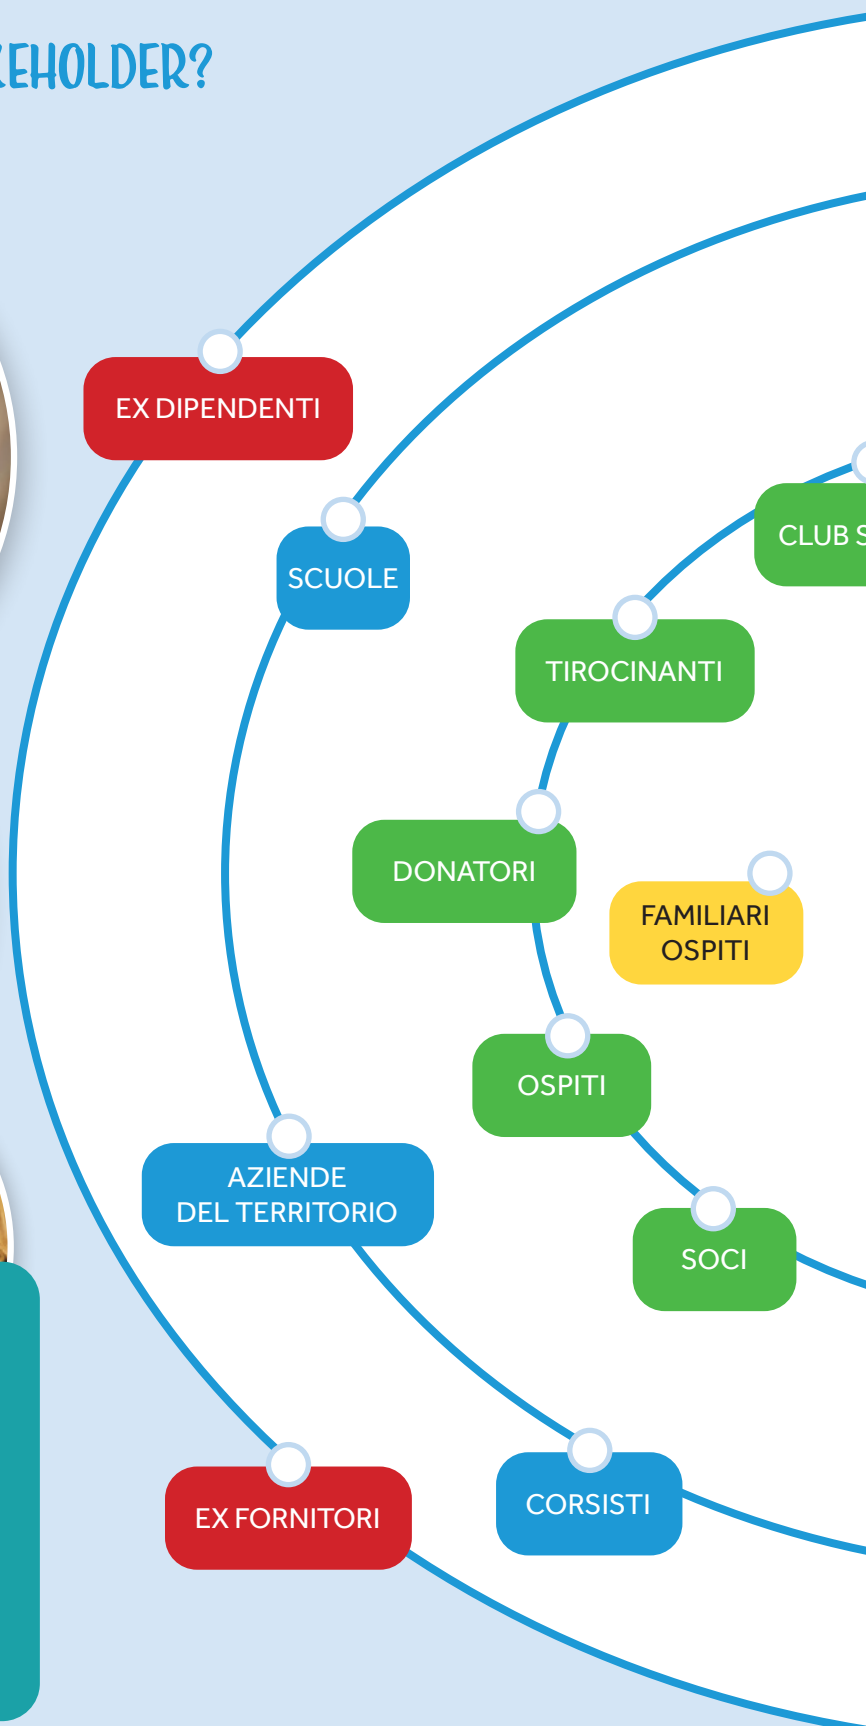 EHOLDER?
EX DIPENDENTI
SCUOLE
CLUB
TIROCINANTI
DONATORI
FAMILIARI
OSPITI
OSPITI
AZIENDE
DEL TERRITORIO
SOCI
EX FORNITORI
CORSISTI